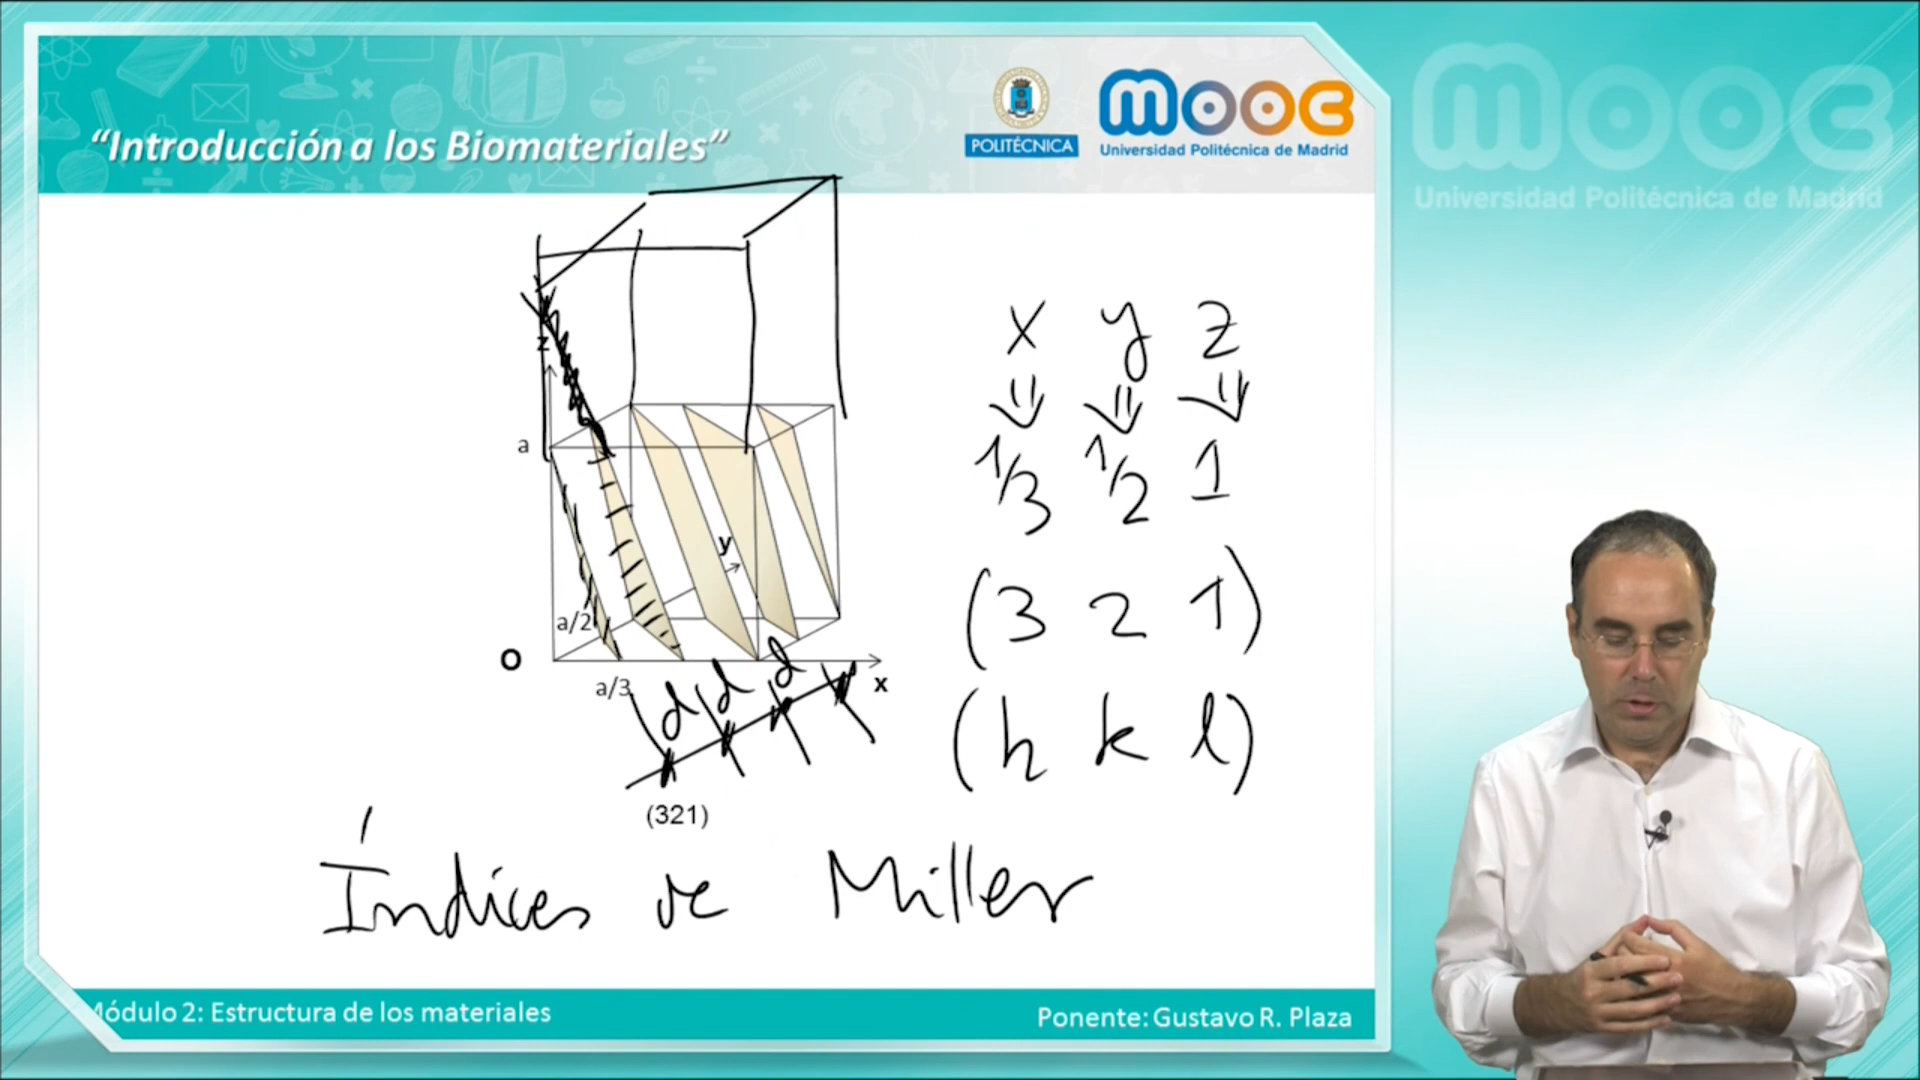 “Introducción a los Biomateriales”
POLITÉCNICA
MOOC
Universidad Politécnica de Madrid
MOOC
Universidad Politécnica de Madrid
x y z
z
1/3 1/2 1
a
y
(3 2 1)
a/2
O
a/3
x
d d d
(h k l)
(321)
Índices de Miller
Módulo 2: Estructura de los materiales
Ponente: Gustavo R. Plaza